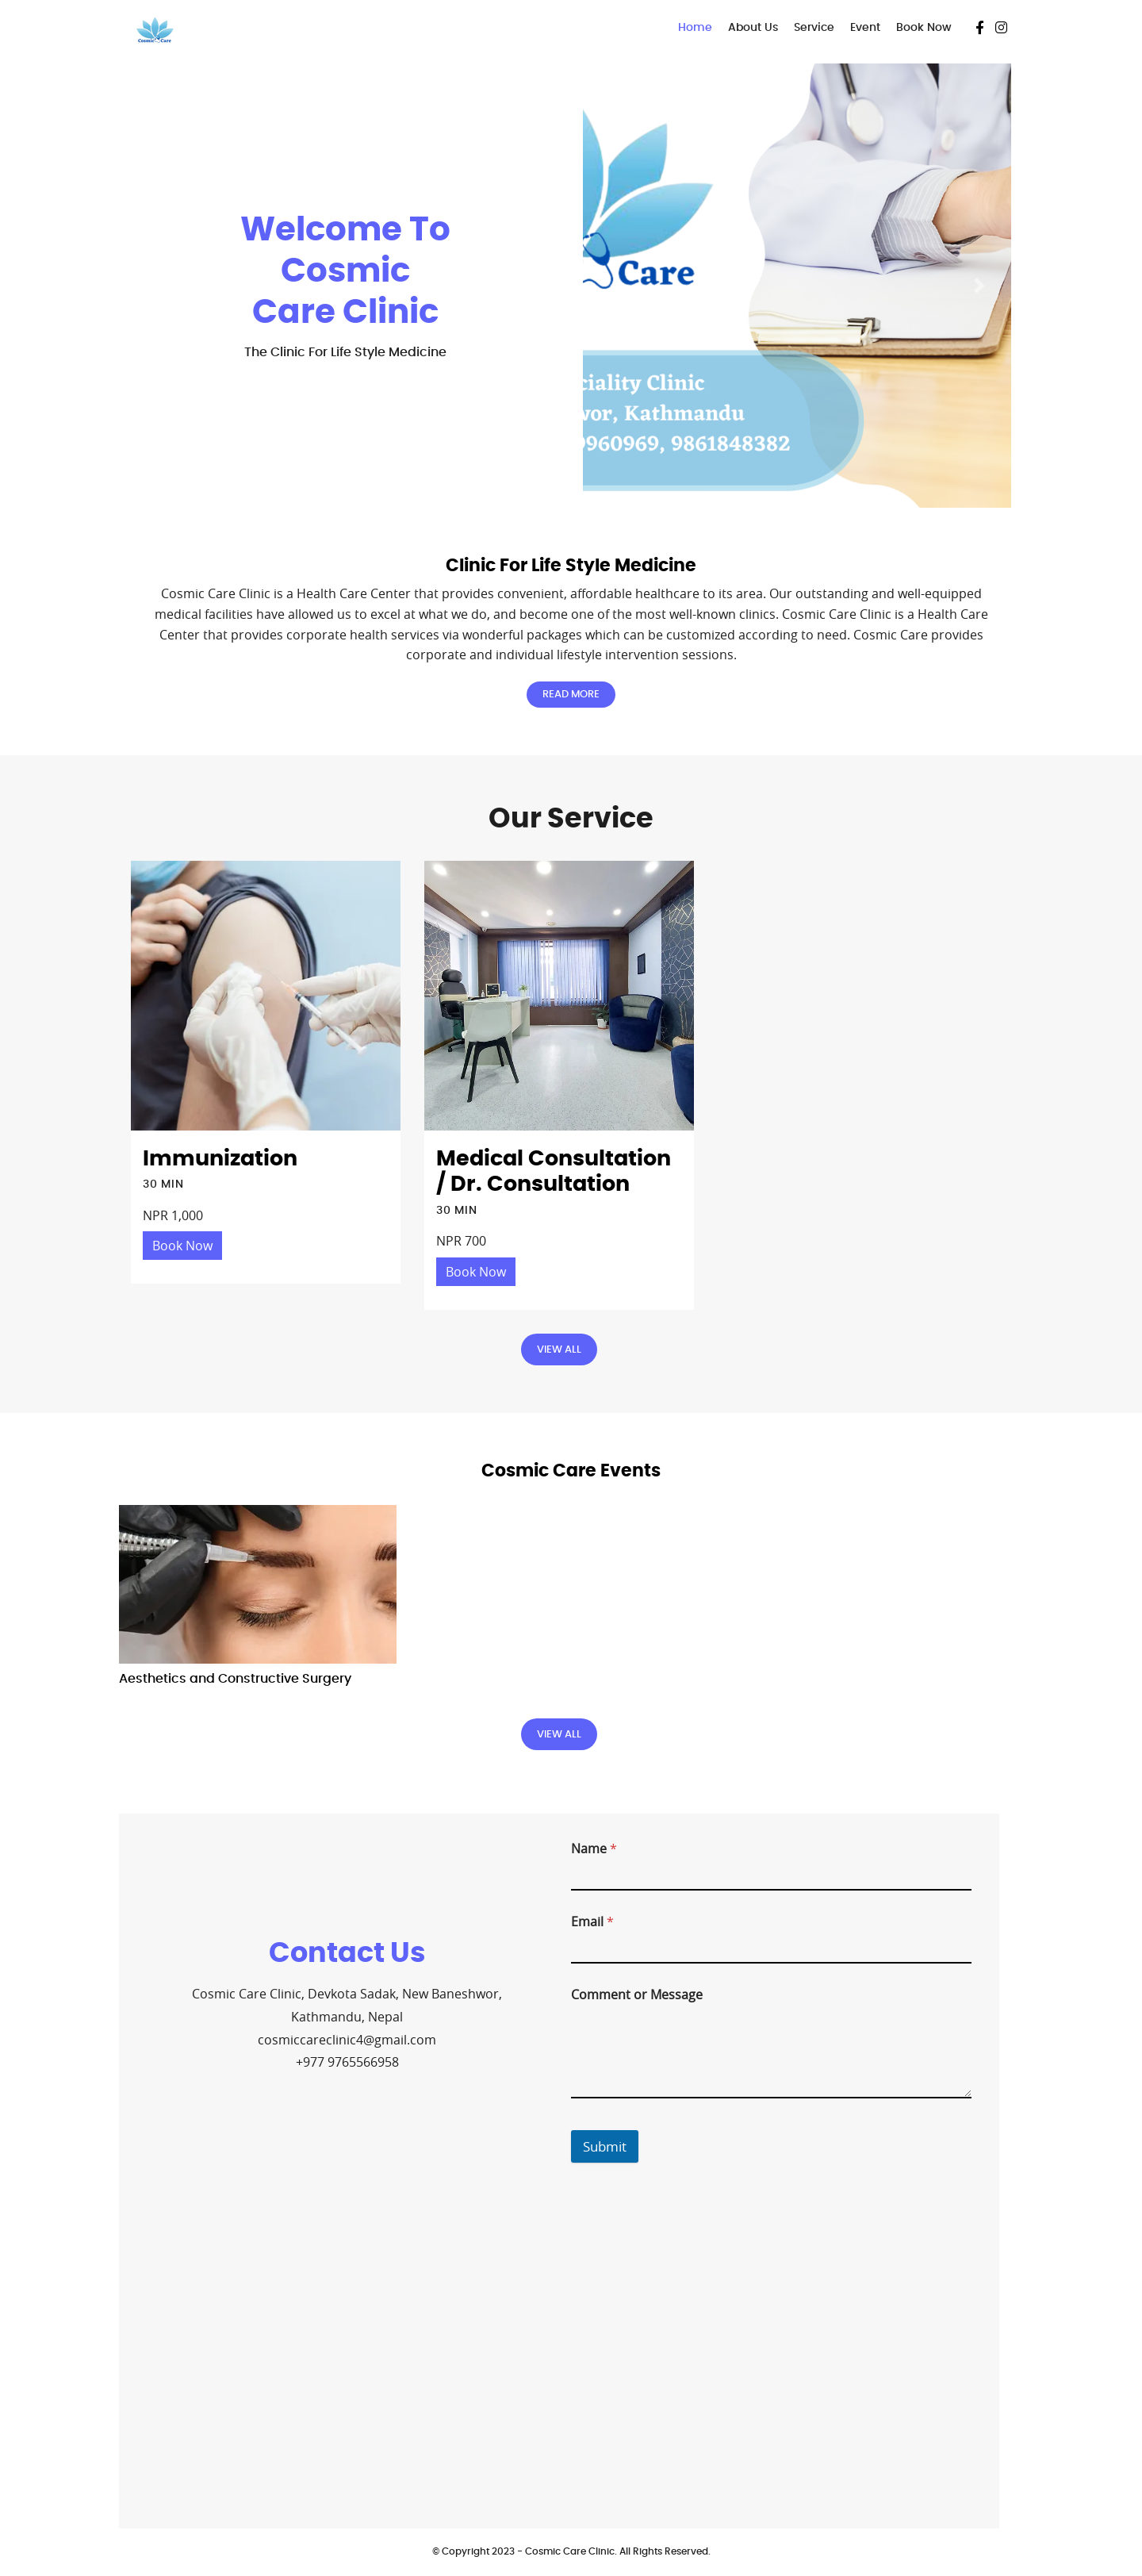 Cosmic Care
Home About Us Service Event Book Now
Welcome To
Cosmic
Care Clinic
The Clinic For Life Style Medicine
Care
Clinic
Kathmandu
9861848382
Clinic For Life Style Medicine
Cosmic Care Clinic is a Health Care Center that provides convenient, affordable healthcare to its area. Our outstanding and well-equipped
medical facilities have allowed us to excel at what we do, and become one of the most well-known clinics. Cosmic Care Clinic is a Health Care
Center that provides corporate health services via wonderful packages which can be customized according to need. Cosmic Care provides
corporate and individual lifestyle intervention sessions.
READ MORE
Our Service
Immunization
30 MIN
NPR 1,000
Book Now
Medical Consultation
/ Dr. Consultation
30 MIN
NPR 700
Book Now
VIEW ALL
Cosmic Care Events
Aesthetics and Constructive Surgery
VIEW ALL
Contact Us
Cosmic Care Clinic, Devkota Sadak, New Baneshwor,
Kathmandu, Nepal
cosmiccareclinic4@gmail.com
+977 9765566958
Name *
Email *
Comment or Message
Submit
© Copyright 2023 - Cosmic Care Clinic. All Rights Reserved.